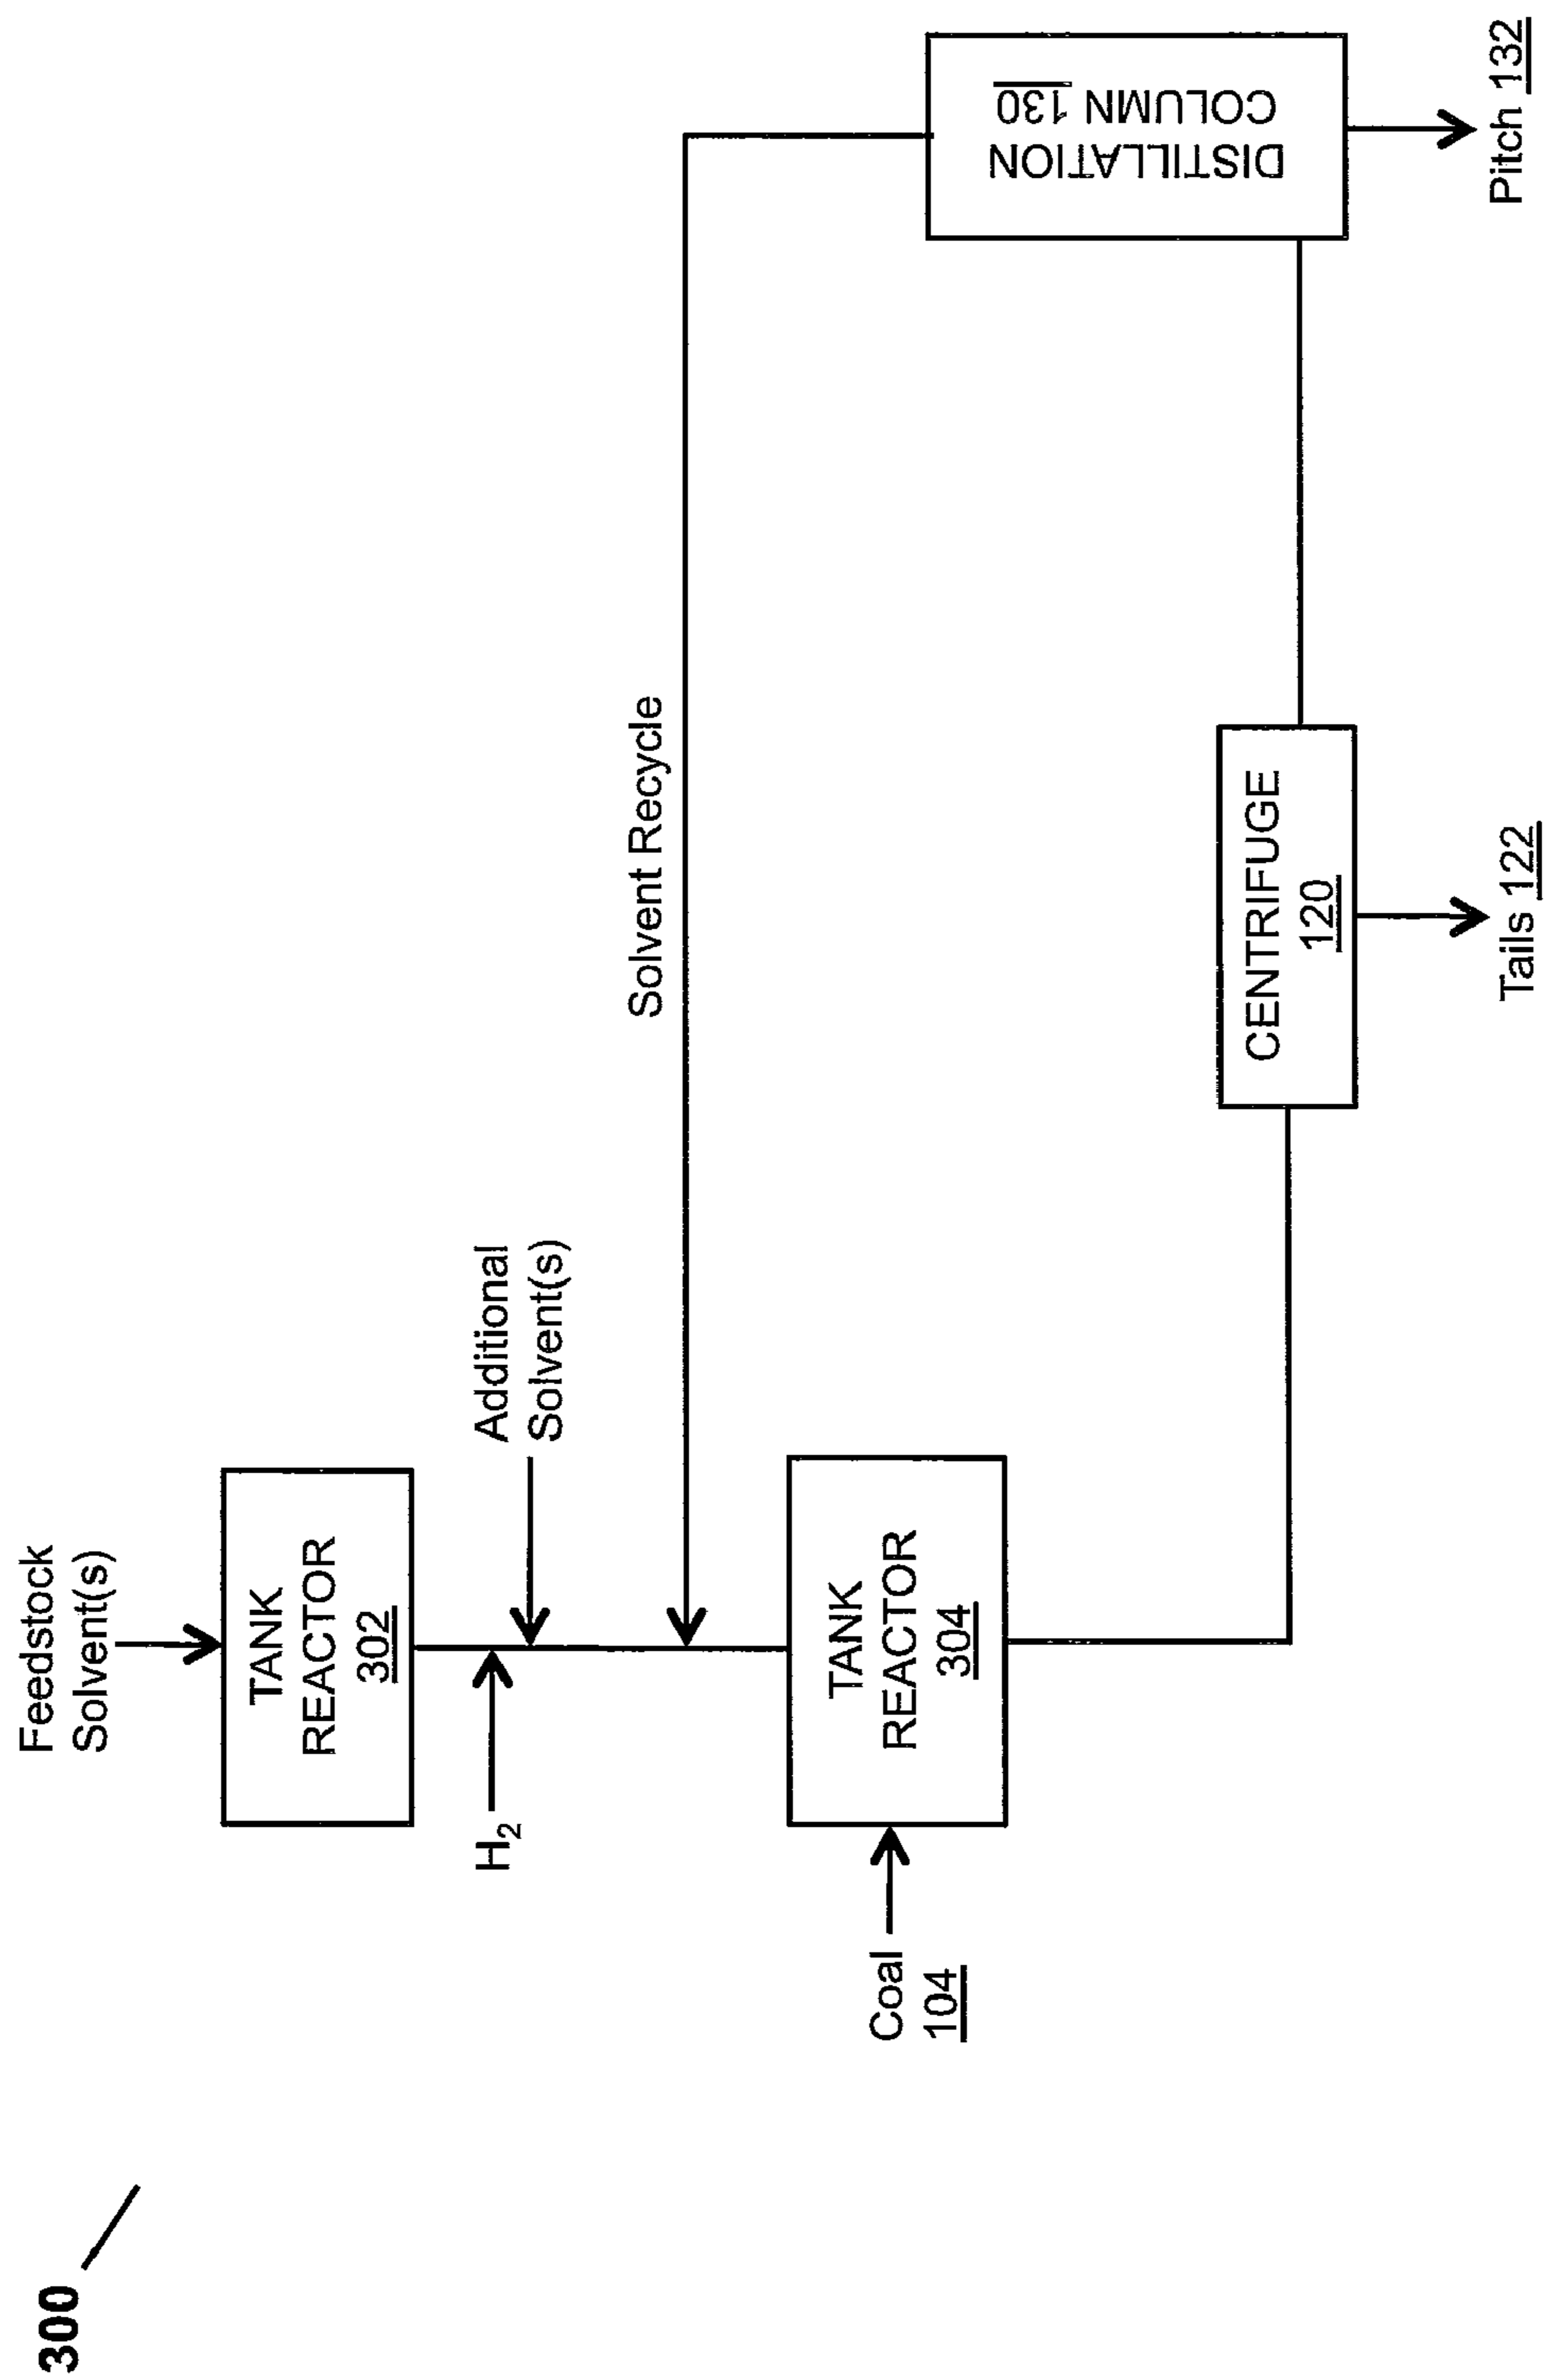 300
Feedstock
Solvent(s)
TANK
REACTOR
302
H₂
Additional
Solvent(s)
Solvent Recycle
Coal
104
TANK
REACTOR
304
CENTRIFUGE
120
Tails 122
DISTILLATION
COLUMN 130
Pitch 132